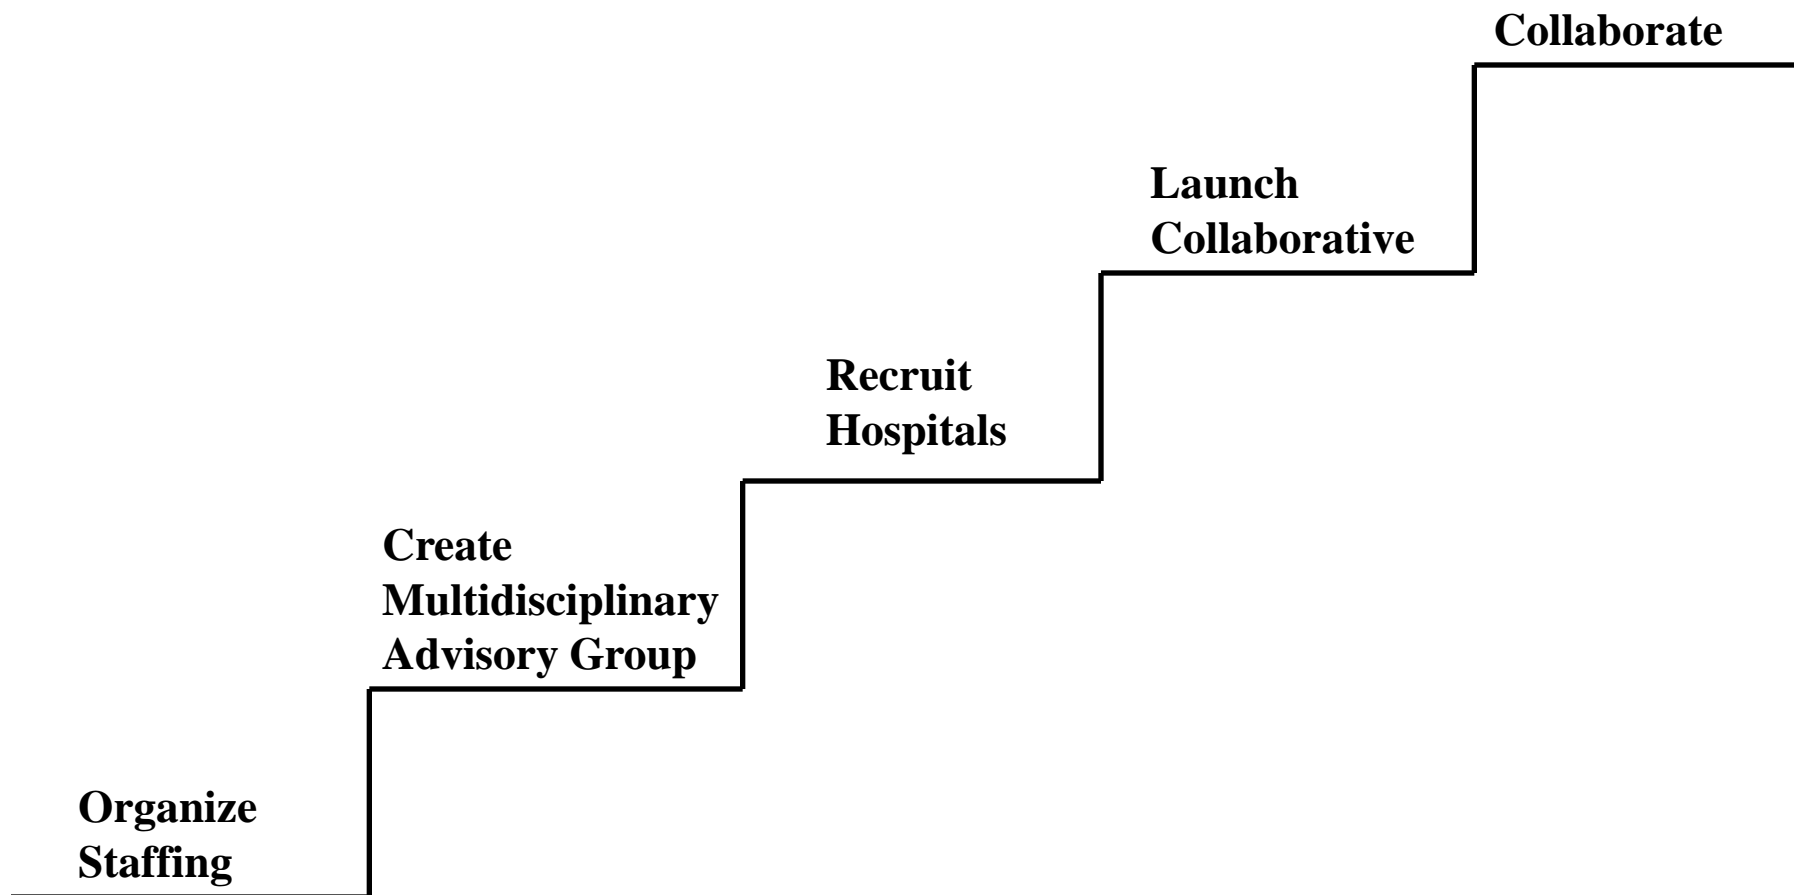 Collaborate
Launch
Collaborative
Recruit
Hospitals
Create
Multidisciplinary
Advisory Group
Organize
Staffing